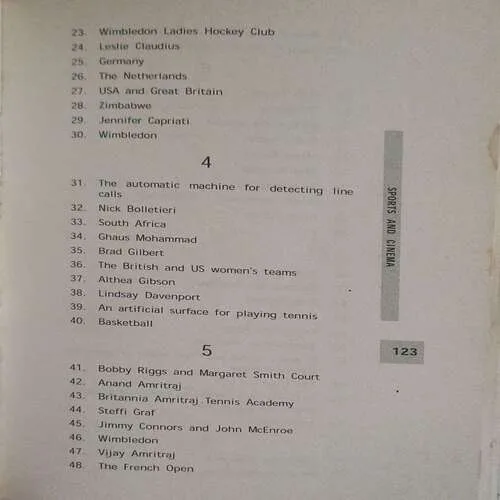 23. Wimbledon Ladies Hockey Club
24. Leslie Claudius
25. Germany
26. The Netherlands
27. USA and Great Britain
28. Zimbabwe
29. Jennifer Capriati
30. Wimbledon
4
31. The automatic machine for detecting line
calls
32. Nick Bolletieri
33. South Africa
34. Ghaus Mohammad
35. Brad Gilbert
36. The British and US women's teams
37. Althea Gibson
38. Lindsay Davenport
39. An artificial surface for playing tennis
40. Basketball
5
41. Bobby Riggs and Margaret Smith Court
42. Anand Amritraj
43. Britannia Amritraj Tennis Academy
44. Steffi Graf
45. Jimmy Connors and John McEnroe
46. Wimbledon
47. Vijay Amritraj
48. The French Open
SPORTS AND CINEMA
123